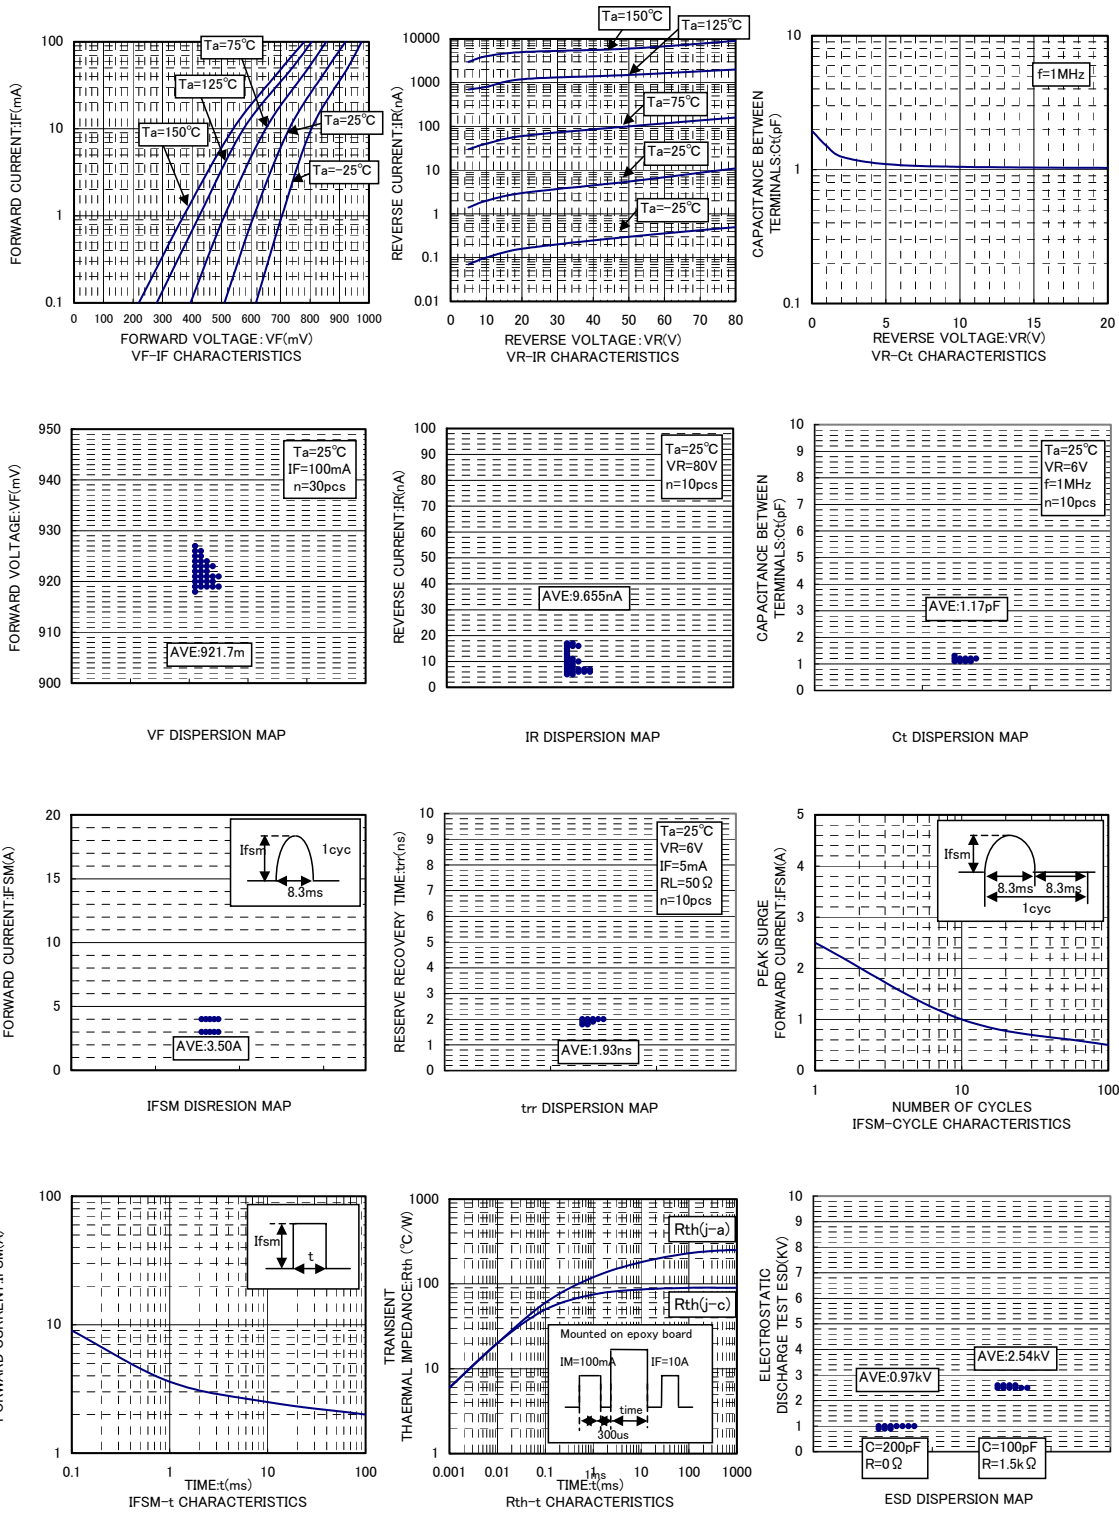 FORWARD CURRENT:IF(mA)
100
10
1
0.1
Ta=75℃
Ta=125℃
Ta=150℃
Ta=25℃
Ta=-25℃
0 100 200 300 400 500 600 700 800 900 1000
FORWARD VOLTAGE:VF(mV)
VF-IF CHARACTERISTICS
REVERSE CURRENT:IR(nA)
10000
1000
100
10
1
0.1
0.01
Ta=150℃
Ta=125℃
Ta=75℃
Ta=25℃
Ta=-25℃
0 10 20 30 40 50 60 70 80
REVERSE VOLTAGE:VR(V)
VR-IR CHARACTERISTICS
CAPACITANCE BETWEEN
TERMINALS:Ct(pF)
10
1
0.1
f=1MHz
0 5 10 15 20
REVERSE VOLTAGE:VR(V)
VR-Ct CHARACTERISTICS
FORWARD VOLTAGE:VF(mV)
950
940
930
920
910
900
Ta=25℃
IF=100mA
n=30pcs
AVE:921.7m
VF DISPERSION MAP
REVERSE CURRENT:IR(nA)
100
90
80
70
60
50
40
30
20
10
0
Ta=25℃
VR=80V
n=10pcs
AVE:9.655nA
IR DISPERSION MAP
CAPACITANCE BETWEEN
TERMINALS:Ct(pF)
10
9
8
7
6
5
4
3
2
1
0
Ta=25℃
VR=6V
f=1MHz
n=10pcs
AVE:1.17pF
Ct DISPERSION MAP
FORWARD CURRENT:IFSM(A)
20
15
10
5
0
Ifsm
1cyc
8.3ms
AVE:3.50A
IFSM DISRESION MAP
RESERVE RECOVERY TIME:trr(ns)
10
9
8
7
6
5
4
3
2
1
0
Ta=25℃
VR=6V
IF=5mA
RL=50Ω
n=10pcs
AVE:1.93ns
trr DISPERSION MAP
PEAK SURGE
FORWARD CURRENT:IFSM(A)
5
4
3
2
1
0
Ifsm
8.3ms 8.3ms
1cyc
1 10 100
NUMBER OF CYCLES
IFSM-CYCLE CHARACTERISTICS
100
10
1
Ifsm
t
0.1 1 10 100
TIME:t(ms)
IFSM-t CHARACTERISTICS
TRANSIENT
THAERMAL IMPEDANCE:Rth (℃/W)
1000
100
10
1
Rth(j-a)
Rth(j-c)
Mounted on epoxy board
IM=100mA IF=10A
time
300us
0.001 0.01 0.1 1 10 100 1000
1ms
TIME:t(ms)
Rth-t CHARACTERISTICS
ELECTROSTATIC
DISCHARGE TEST ESD(KV)
10
9
8
7
6
5
4
3
2
1
0
AVE:2.54kV
AVE:0.97kV
C=200pF
R=0Ω
C=100pF
R=1.5kΩ
ESD DISPERSION MAP